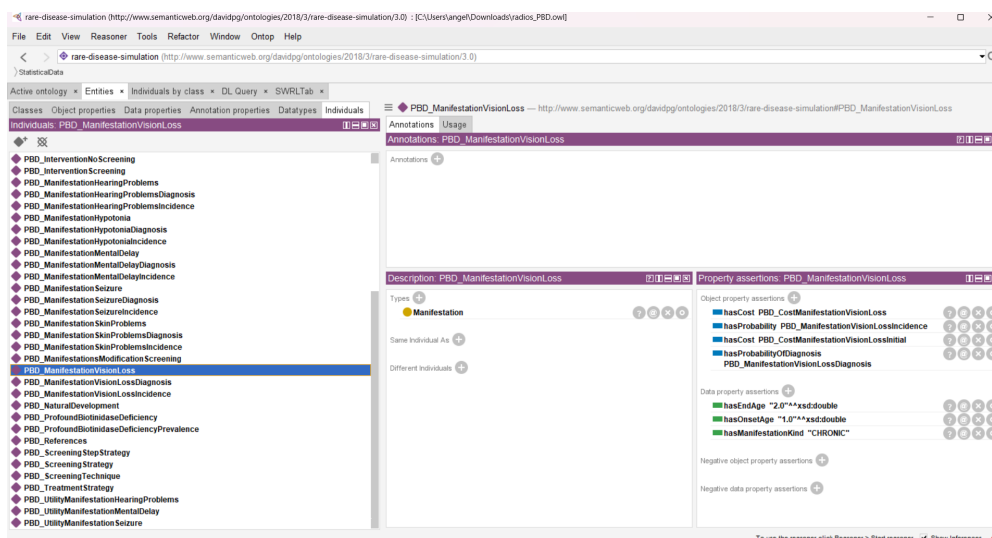 rare-disease-simulation (http://www.semanticweb.org/davidpg/ontologies/2018/3/rare-disease-simulation/3.0) : [C:\Users\angel\Downloads\radios_PBD.owl]
File Edit View Reasoner Tools Refactor Window Ontop Help
rare-disease-simulation (http://www.semanticweb.org/davidpg/ontologies/2018/3/rare-disease-simulation/3.0)
StatisticalData
Active ontology × Entities × Individuals by class × DL Query × SWRLTab ×
Classes Object properties Data properties Annotation properties Datatypes Individuals
Individuals: PBD_ManifestationVisionLoss
PBD_InterventionNoScreening
PBD_InterventionScreening
PBD_ManifestationHearingProblems
PBD_ManifestationHearingProblemsDiagnosis
PBD_ManifestationHearingProblemsIncidence
PBD_ManifestationHypotonia
PBD_ManifestationHypotoniaDiagnosis
PBD_ManifestationHypotoniaIncidence
PBD_ManifestationMentalDelay
PBD_ManifestationMentalDelayDiagnosis
PBD_ManifestationMentalDelayIncidence
PBD_ManifestationSeizure
PBD_ManifestationSeizureDiagnosis
PBD_ManifestationSeizureIncidence
PBD_ManifestationSkinProblems
PBD_ManifestationSkinProblemsDiagnosis
PBD_ManifestationSkinProblemsIncidence
PBD_ManifestationsModificationScreening
PBD_ManifestationVisionLoss
PBD_ManifestationVisionLossDiagnosis
PBD_ManifestationVisionLossIncidence
PBD_NaturalDevelopment
PBD_ProfoundBiotinidaseDeficiency
PBD_ProfoundBiotinidaseDeficiencyPrevalence
PBD_References
PBD_ScreeningStepStrategy
PBD_ScreeningStrategy
PBD_ScreeningTechnique
PBD_TreatmentStrategy
PBD_UtilityManifestationHearingProblems
PBD_UtilityManifestationMentalDelay
PBD_UtilityManifestationSeizure
PBD_ManifestationVisionLoss — http://www.semanticweb.org/davidpg/ontologies/2018/3/rare-disease-simulation#PBD_ManifestationVisionLoss
Annotations Usage
Annotations: PBD_ManifestationVisionLoss
Annotations
Description: PBD_ManifestationVisionLoss
Types
Manifestation
Same Individual As
Different Individuals
Property assertions: PBD_ManifestationVisionLoss
Object property assertions
hasCost PBD_CostManifestationVisionLoss
hasProbability PBD_ManifestationVisionLossIncidence
hasCost PBD_CostManifestationVisionLossInitial
hasProbabilityOfDiagnosis
PBD_ManifestationVisionLossDiagnosis
Data property assertions
hasEndAge "2.0"^^xsd:double
hasOnsetAge "1.0"^^xsd:double
hasManifestationKind "CHRONIC"
Negative object property assertions
Negative data property assertions